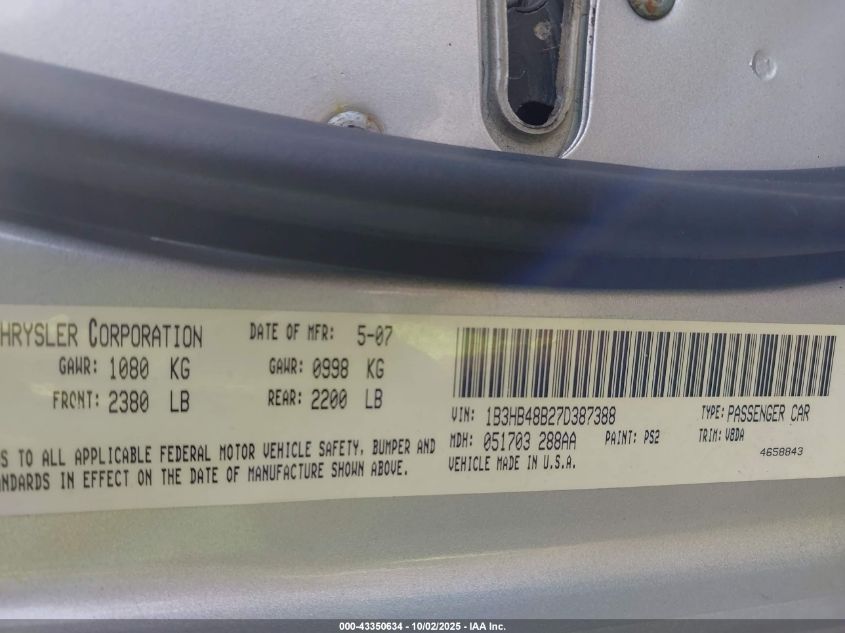 HRYSLER CORPORATION
DATE OF MFR: 5-07
GAWR: 1080 KG
GAWR: 0998 KG
FRONT: 2380 LB
REAR: 2200 LB
S TO ALL APPLICABLE FEDERAL MOTOR VEHICLE SAFETY, BUMPER AND
ANDARDS IN EFFECT ON THE DATE OF MANUFACTURE SHOWN ABOVE.
VIN: 1B3HB48B27D387388
TYPE: PASSENGER CAR
MDH: 051703 288AA
PAINT: PS2
TRIM: V8DA
VEHICLE MADE IN U.S.A.
4658843
000-43350634 - 10/02/2025 - IAA Inc.